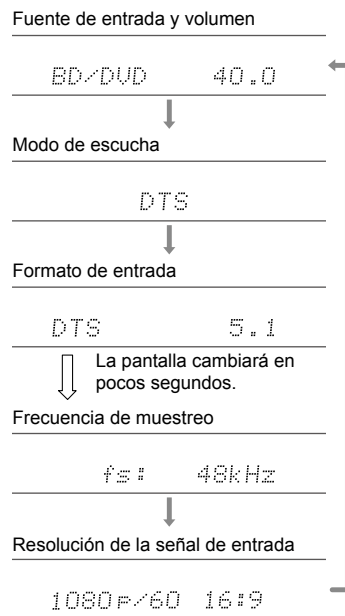 Fuente de entrada y volumen
BD/DVD 40.0
Modo de escucha
DTS
Formato de entrada
DTS 5.1
La pantalla cambiará en
pocos segundos.
Frecuencia de muestreo
fs: 48kHz
Resolución de la señal de entrada
1080p/60 16:9